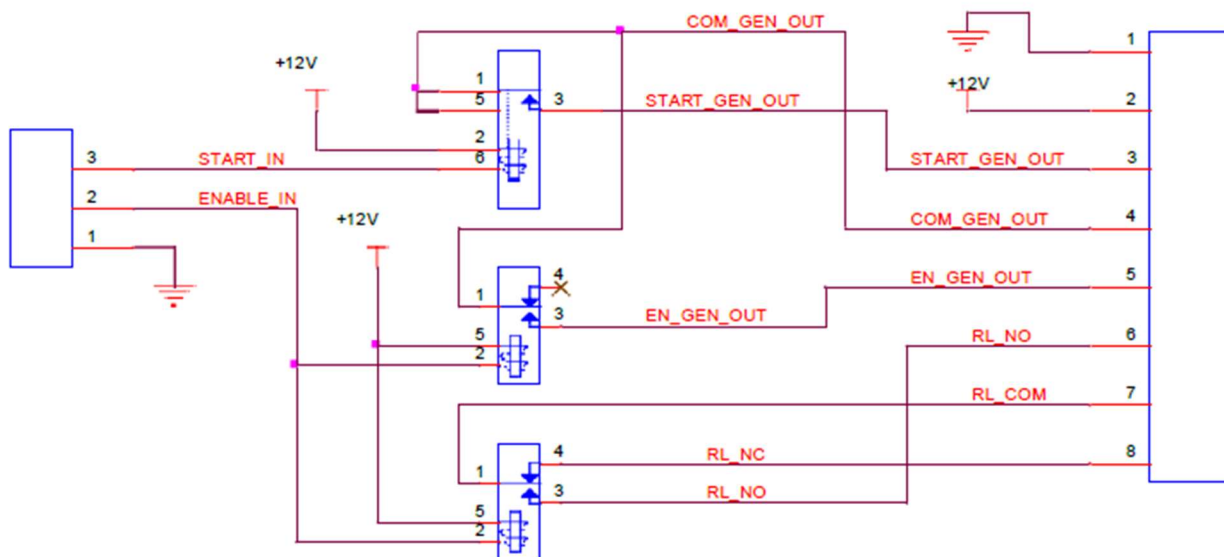 COM_GEN_OUT
1
+12V
1
+12V
2
5
3
START_GEN_OUT
2
3
START_IN
6
START_GEN_OUT
3
2
ENABLE_IN
+12V
COM_GEN_OUT
4
1
4
EN_GEN_OUT
5
1
3
EN_GEN_OUT
5
RL_NO
6
2
RL_COM
7
4
RL_NC
8
1
3
RL_NO
5
2